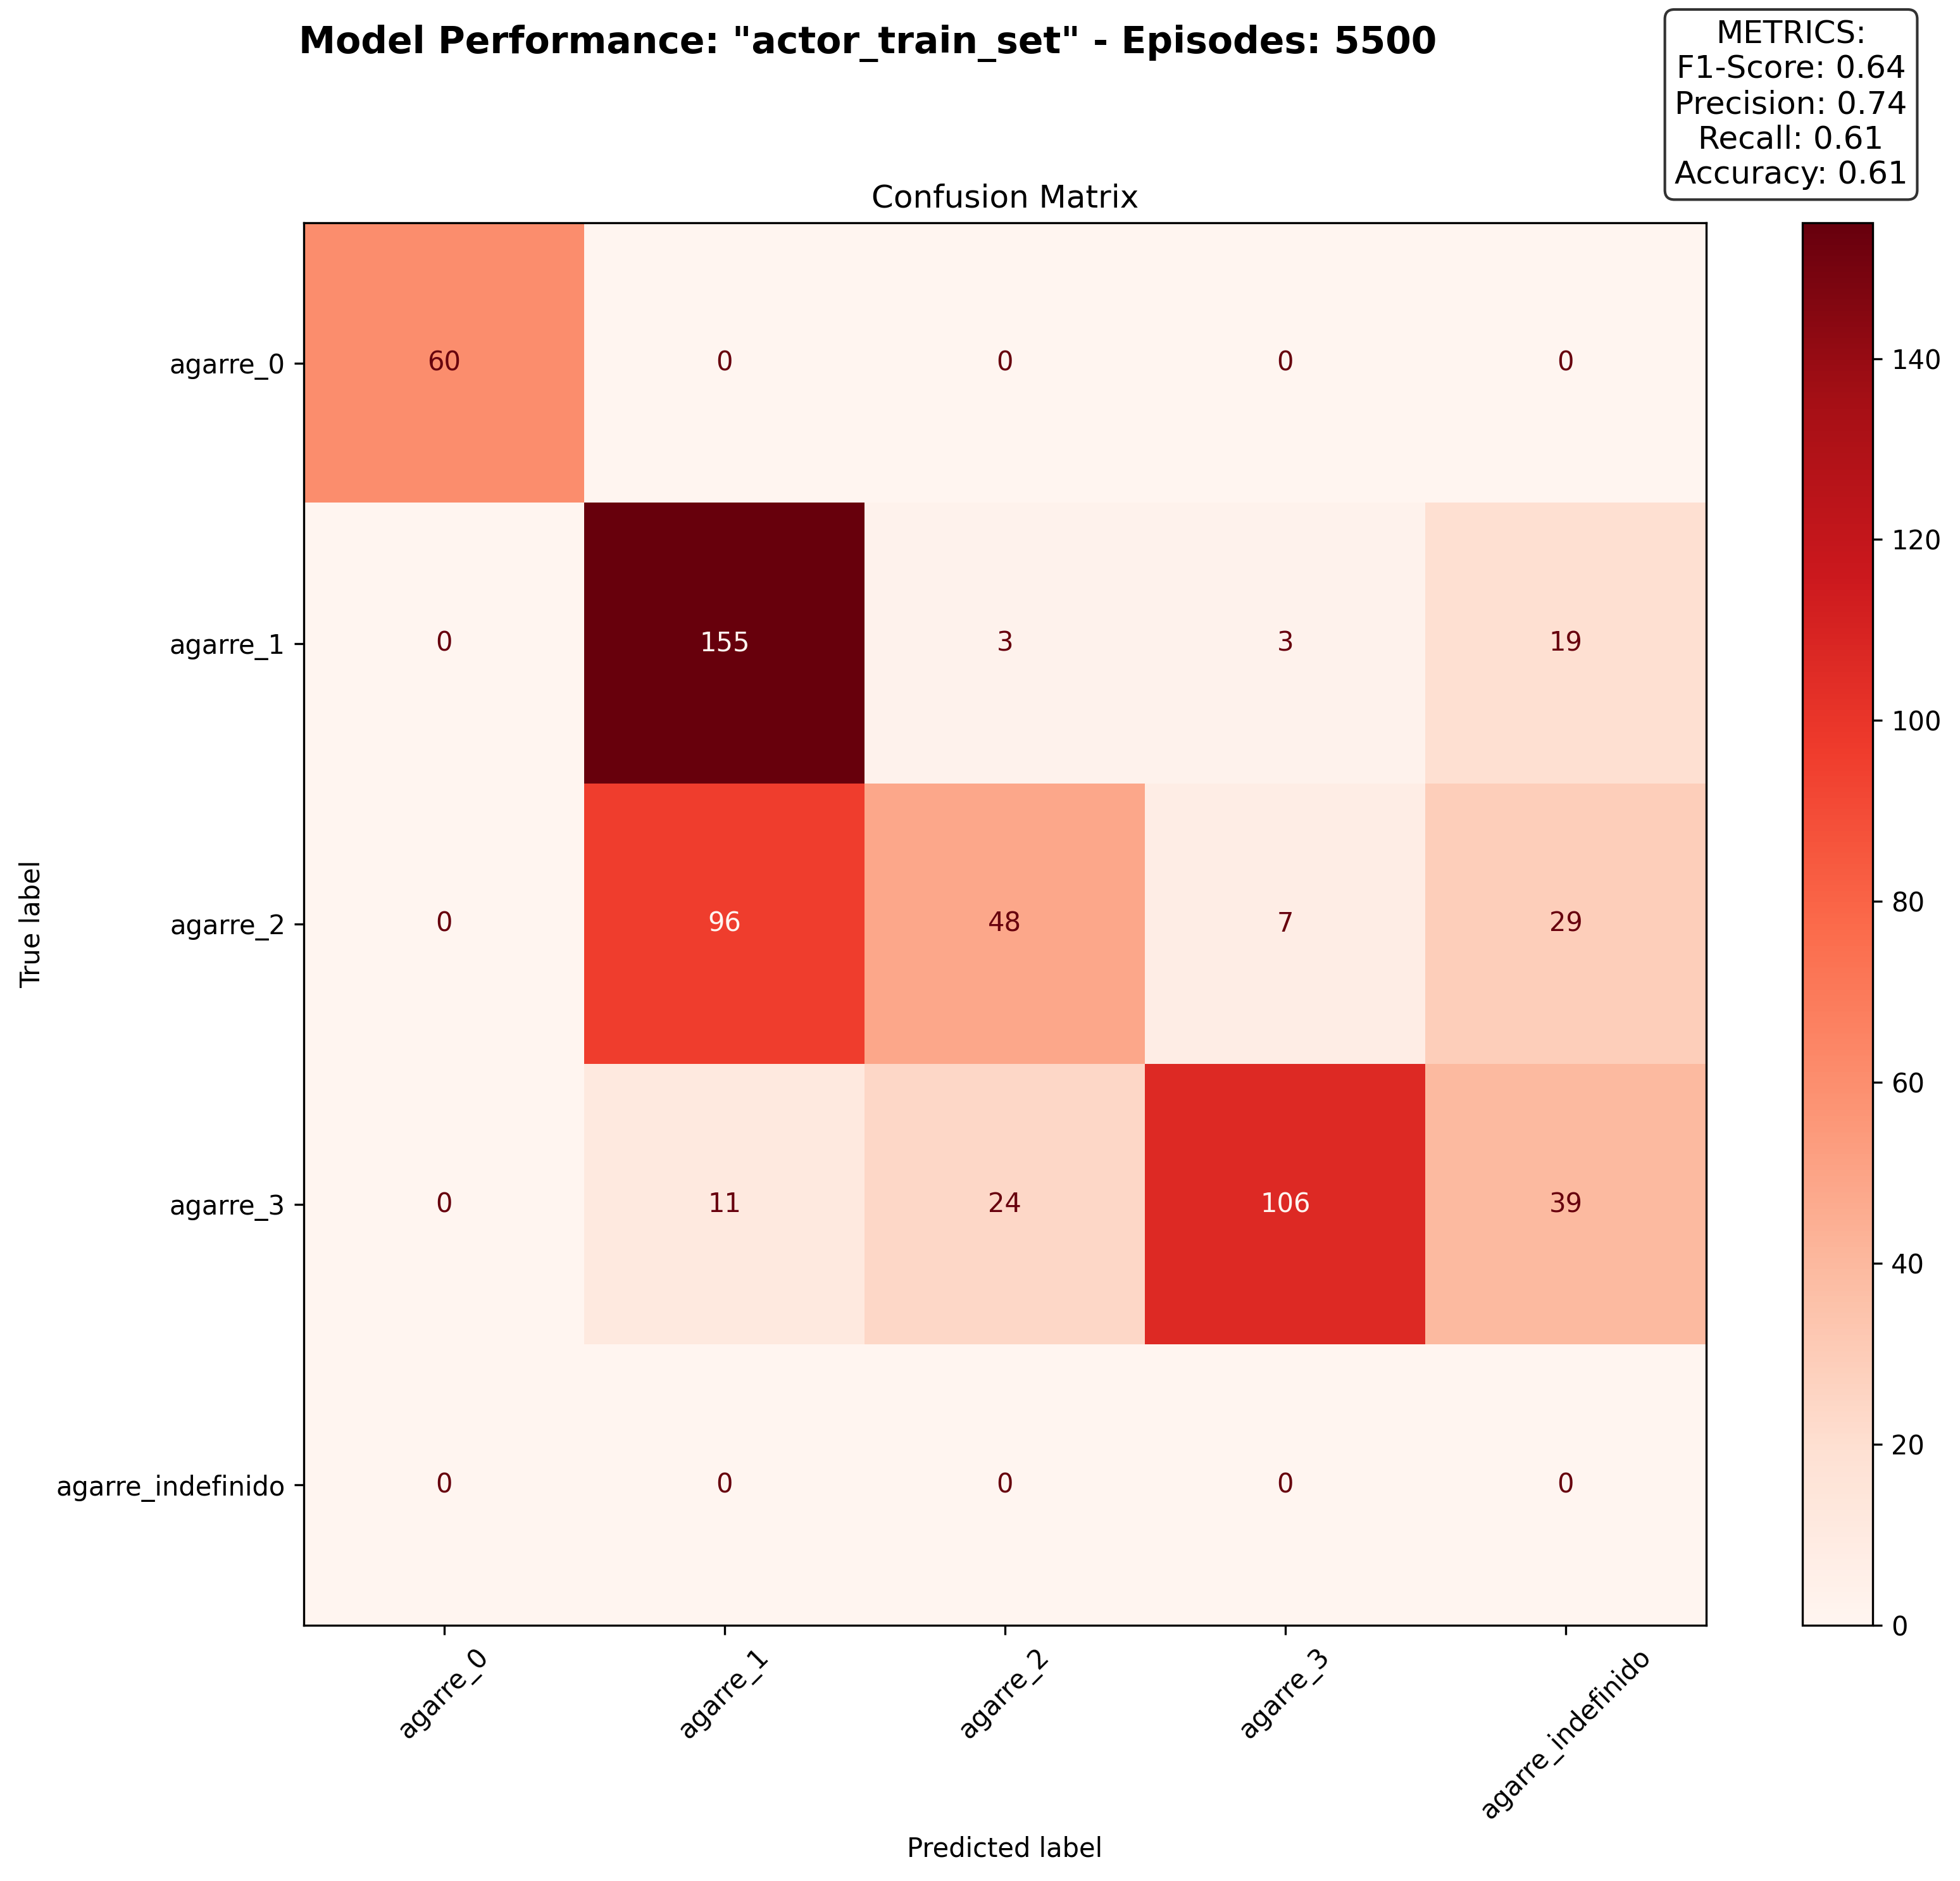 Model Performance: "actor_train_set" - Episodes: 5500
METRICS:
F1-Score: 0.64
Precision: 0.74
Recall: 0.61
Accuracy: 0.61
Confusion Matrix
True label
agarre_0
60 0 0 0 0
agarre_1
0 155 3 3 19
agarre_2
0 96 48 7 29
agarre_3
0 11 24 106 39
agarre_indefinido
0 0 0 0 0
agarre_0
agarre_1
agarre_2
agarre_3
agarre_indefinido
Predicted label
140
120
100
80
60
40
20
0